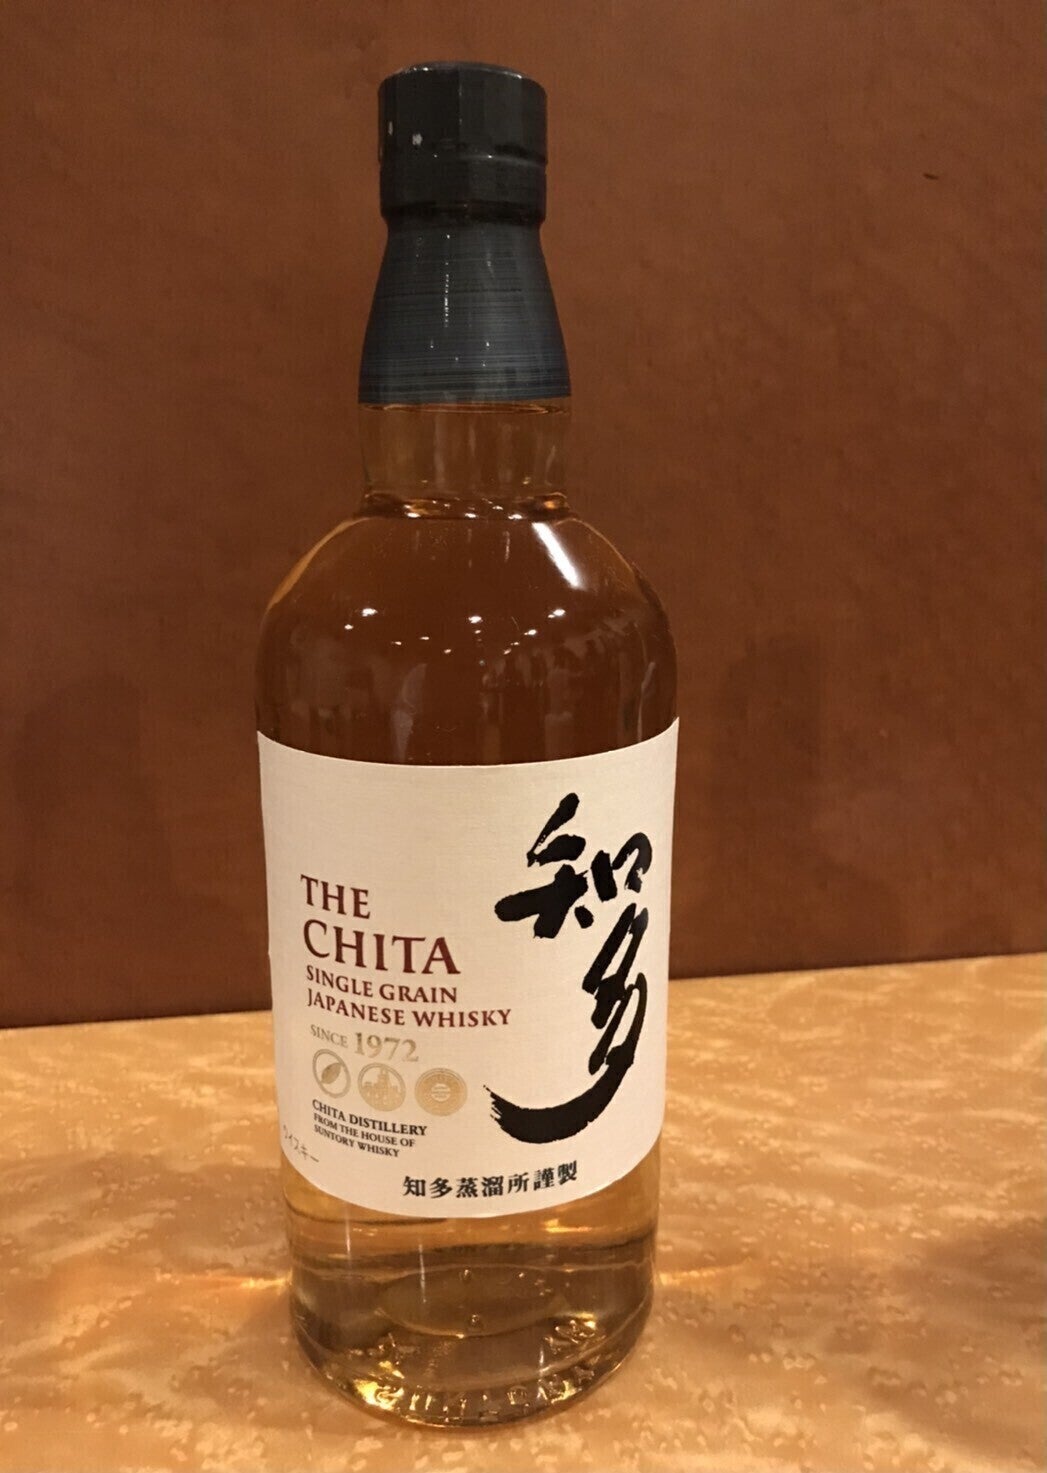 知多
THE
CHITA
SINGLE GRAIN
JAPANESE WHISKY
SINCE 1972
CHITA DISTILLERY
FROM THE HOUSE OF
SUNTORY WHISKY
ウイスキー
知多蒸溜所謹製